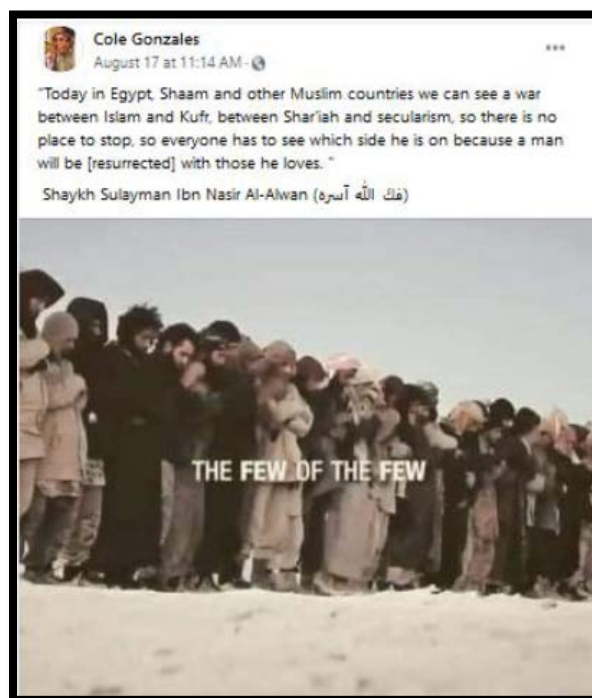 Cole Gonzales
August 17 at 11:14 AM ·
"Today in Egypt, Shaam and other Muslim countries we can see a war
between Islam and Kufr, between Shar'iah and secularism, so there is no
place to stop, so everyone has to see which side he is on because a man
will be [resurrected] with those he loves. "
Shaykh Sulayman Ibn Nasir Al-Alwan (فك الله آسره)
THE FEW OF THE FEW